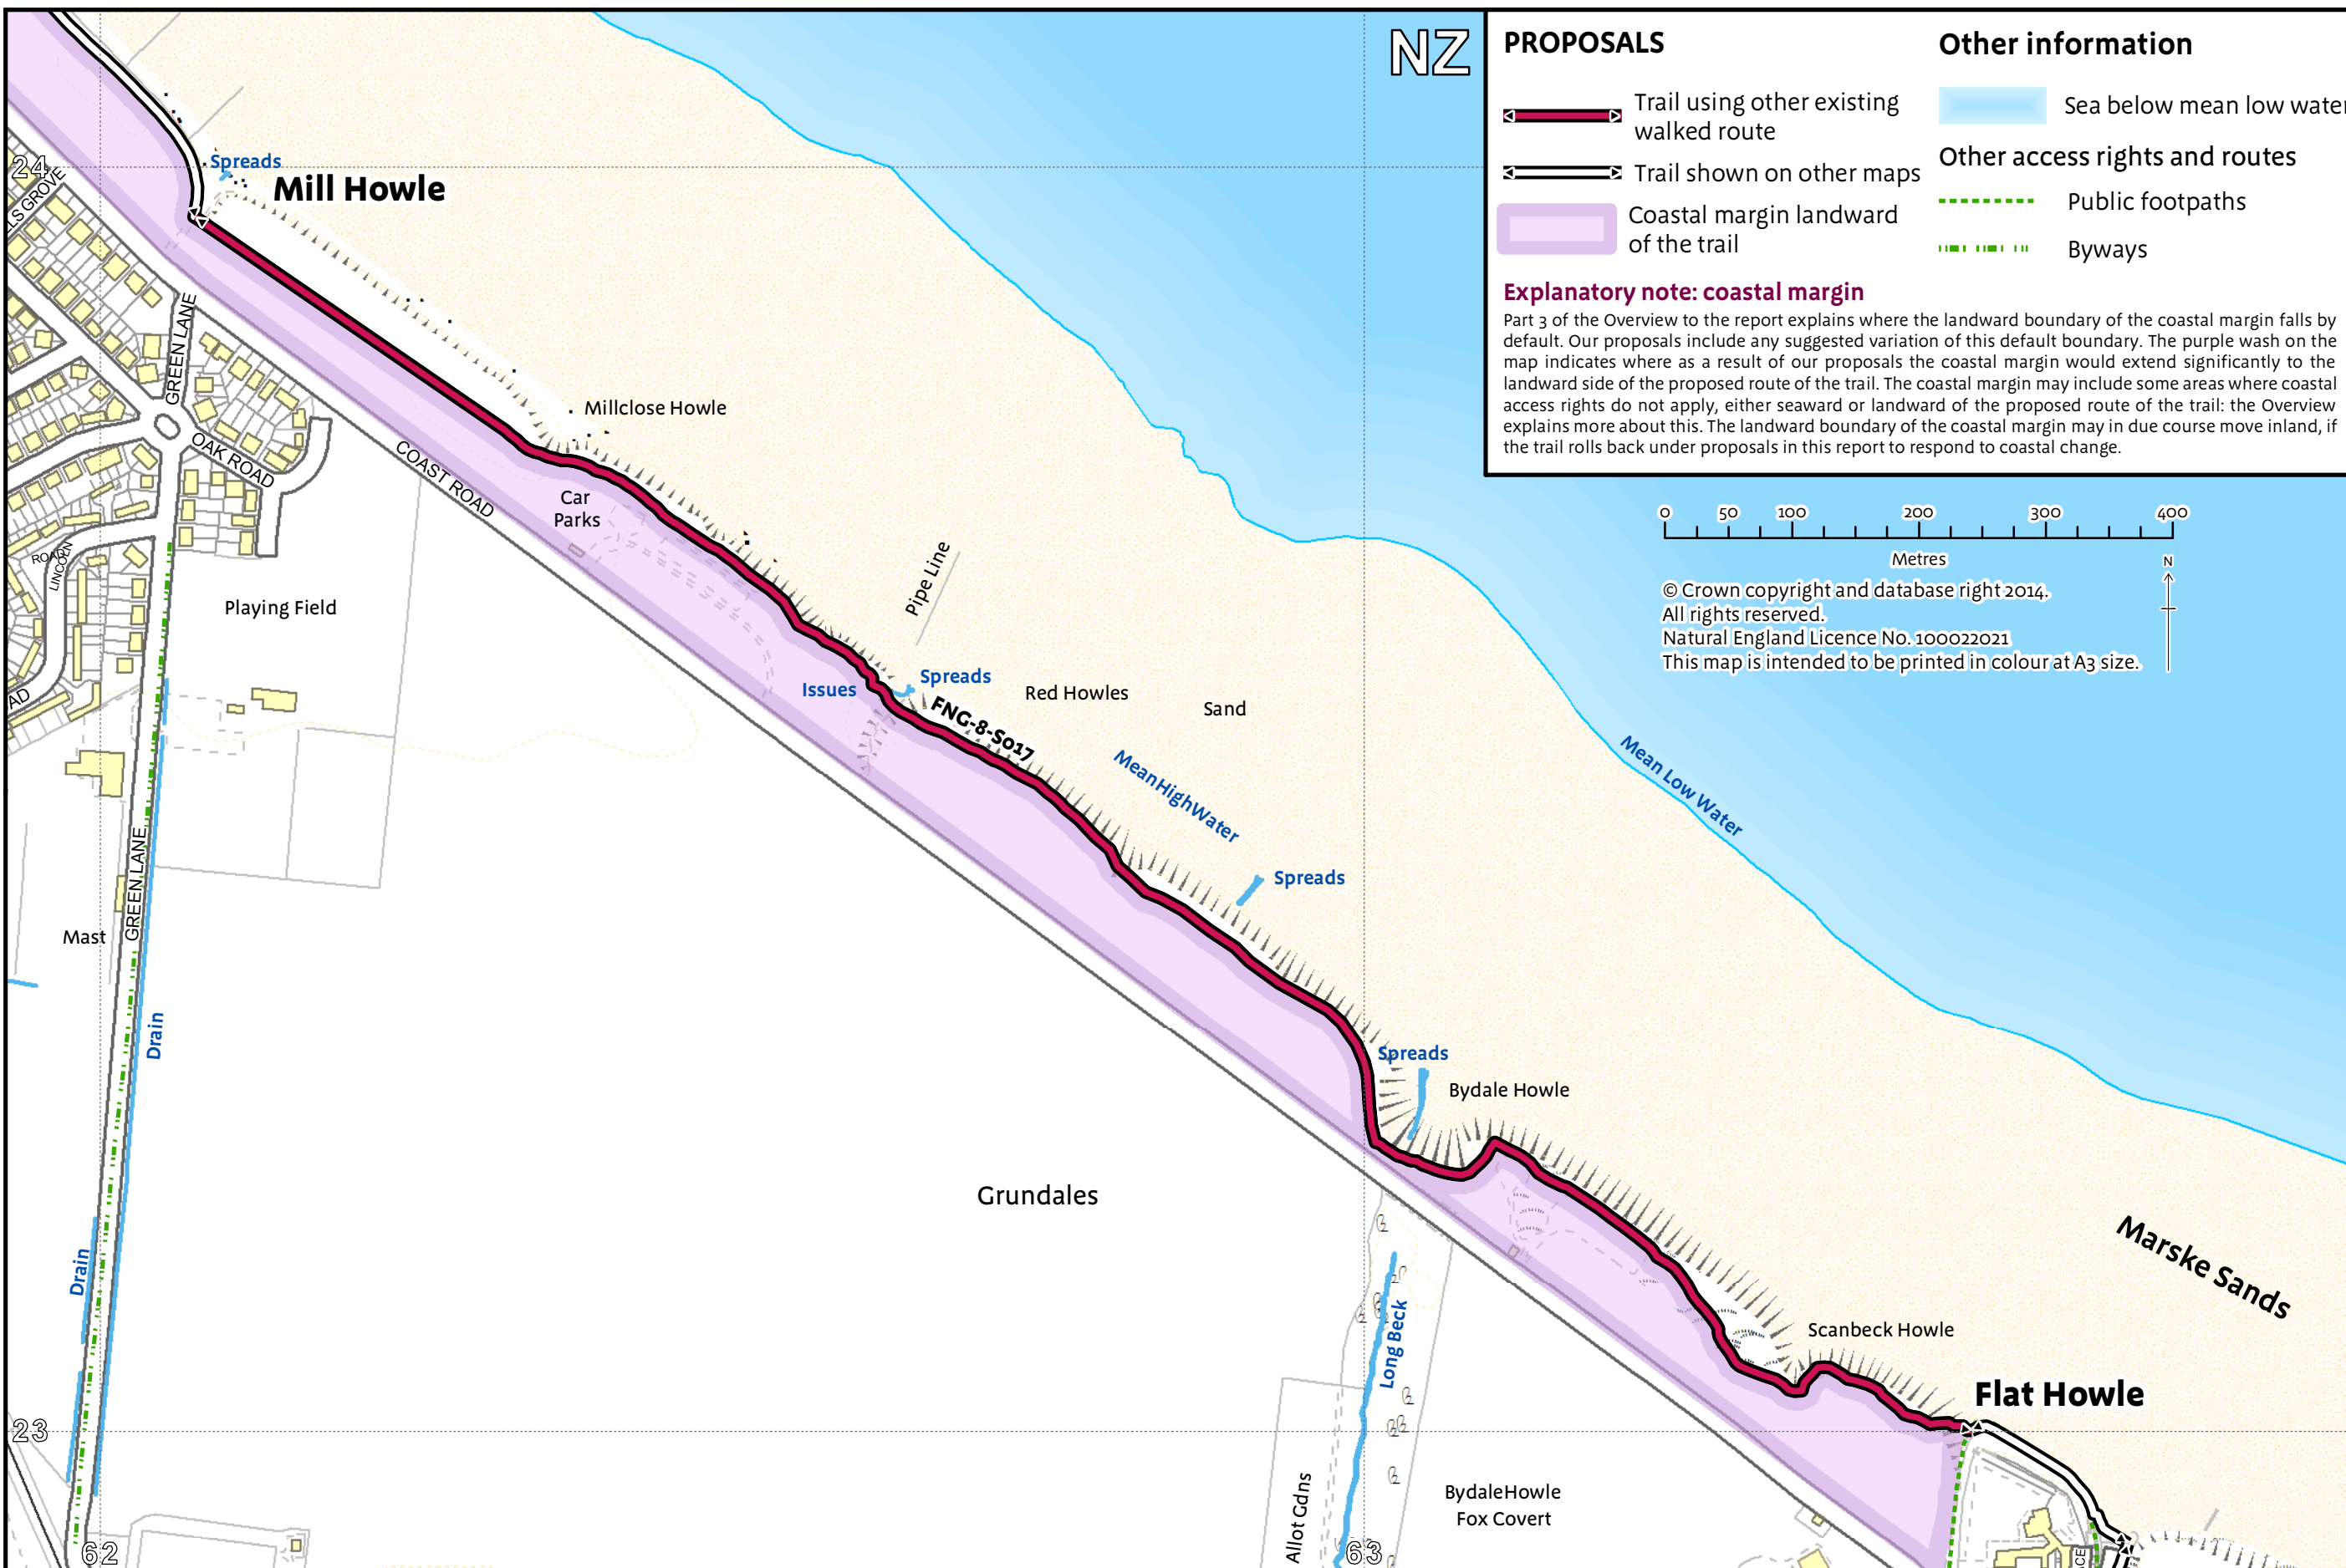 NZ
PROPOSALS
Trail using other existing
walked route
Trail shown on other maps
Coastal margin landward
of the trail
Other information
Sea below mean low water
Other access rights and routes
Public footpaths
Byways
Explanatory note: coastal margin
Part 3 of the Overview to the report explains where the landward boundary of the coastal margin falls by
default. Our proposals include any suggested variation of this default boundary. The purple wash on the
map indicates where as a result of our proposals the coastal margin would extend significantly to the
landward side of the proposed route of the trail. The coastal margin may include some areas where coastal
access rights do not apply, either seaward or landward of the proposed route of the trail: the Overview
explains more about this. The landward boundary of the coastal margin may in due course move inland, if
the trail rolls back under proposals in this report to respond to coastal change.
0 50 100 200 300 400
Metres
N
© Crown copyright and database right 2014.
All rights reserved.
Natural England Licence No. 100022021
This map is intended to be printed in colour at A3 size.
24
LS GROVE
Spreads
Mill Howle
GREEN LANE
OAK ROAD
COAST ROAD
Millclose Howle
Car
Parks
ROAD
LINCOLN
Playing Field
Pipe Line
AD
Issues
Spreads
FNG-8-S017
Red Howles
Sand
MeanHighWater
Mean Low Water
GREEN LANE
Mast
Spreads
Drain
Spreads
Bydale Howle
Grundales
Drain
Long Beck
Marske Sands
Scanbeck Howle
Flat Howle
23
Allot Gdns
BydaleHowle
Fox Covert
62
63